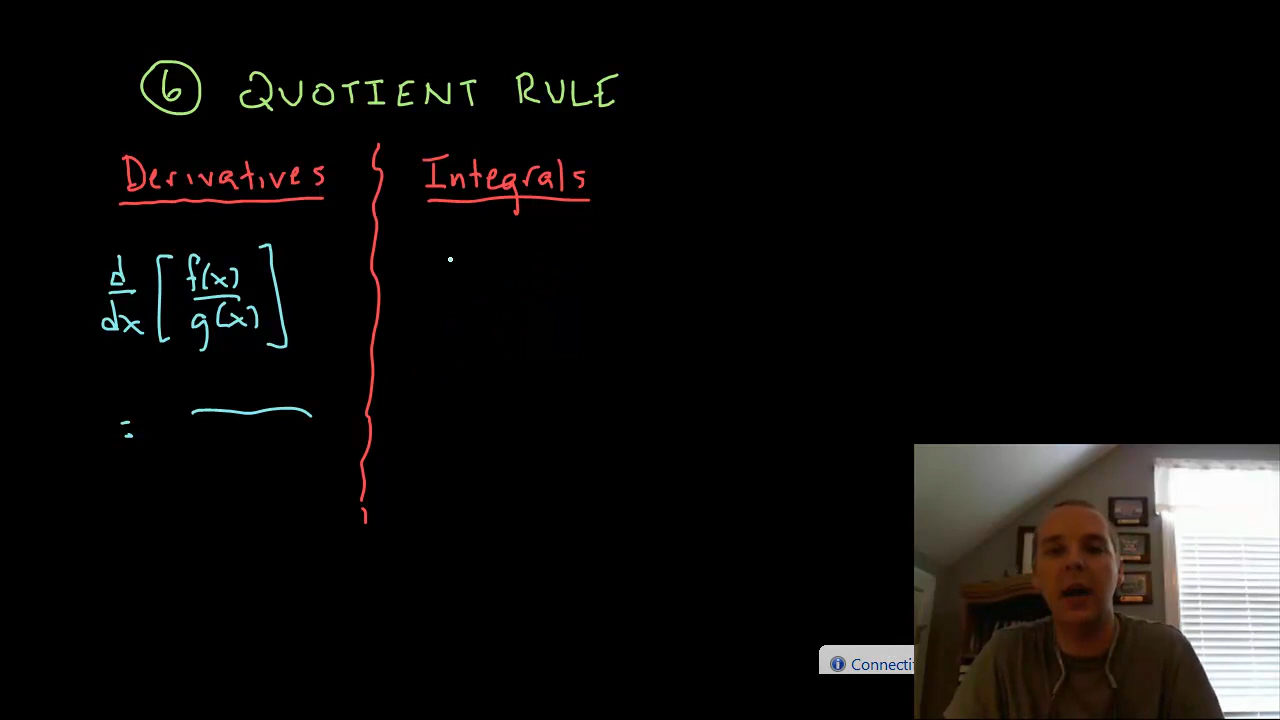 6 QUOTIENT RULE
Derivatives
Integrals
d/dx [ f(x)/g(x) ]
=
Connecti